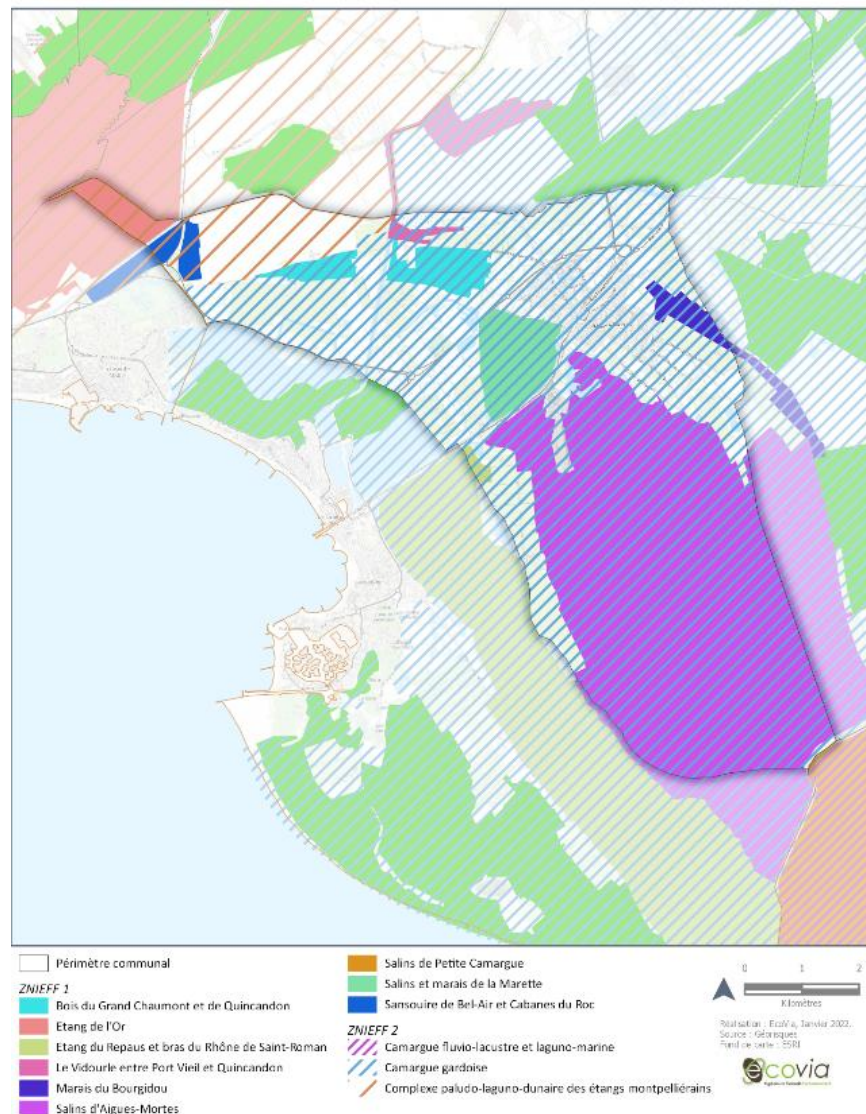 Périmètre communal
ZNIEFF 1
Bois du Grand Chaumont et de Quincandon
Etang de l'Or
Etang du Repaus et bras du Rhône de Saint-Roman
Le Vidourle entre Port Vieil et Quincandon
Marais du Bourgidou
Salins d'Aigues-Mortes
Salins de Petite Camargue
Salins et marais de la Marette
Sansouire de Bel-Air et Cabanes du Roc
ZNIEFF 2
Camargue fluvio-lacustre et laguno-marine
Camargue gardoise
Complexe paludo-laguno-dunaire des étangs montpelliérains
0 1 2
Kilomètres
Réalisation : EcoVia, Janvier 2022.
Source : Géorisques
Fond de carte : ESRI
ecovia